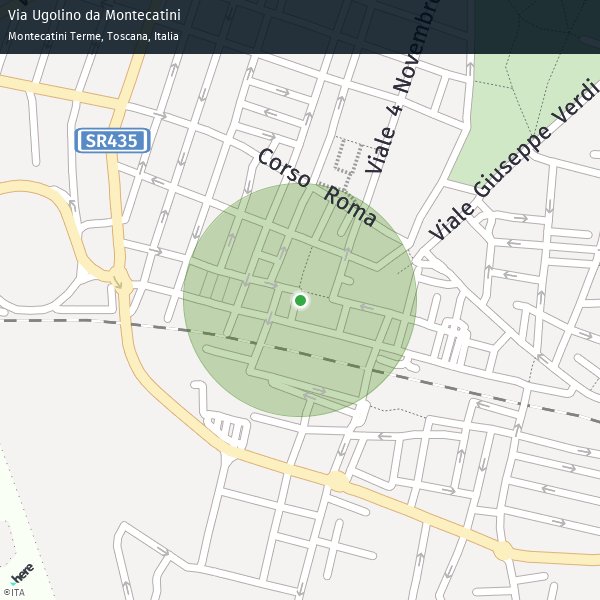 Via Ugolino da Montecatini
Montecatini Terme, Toscana, Italia
Viale 4 Novembre
SR435
Corso Roma
Viale Giuseppe Verdi
here
©ITA